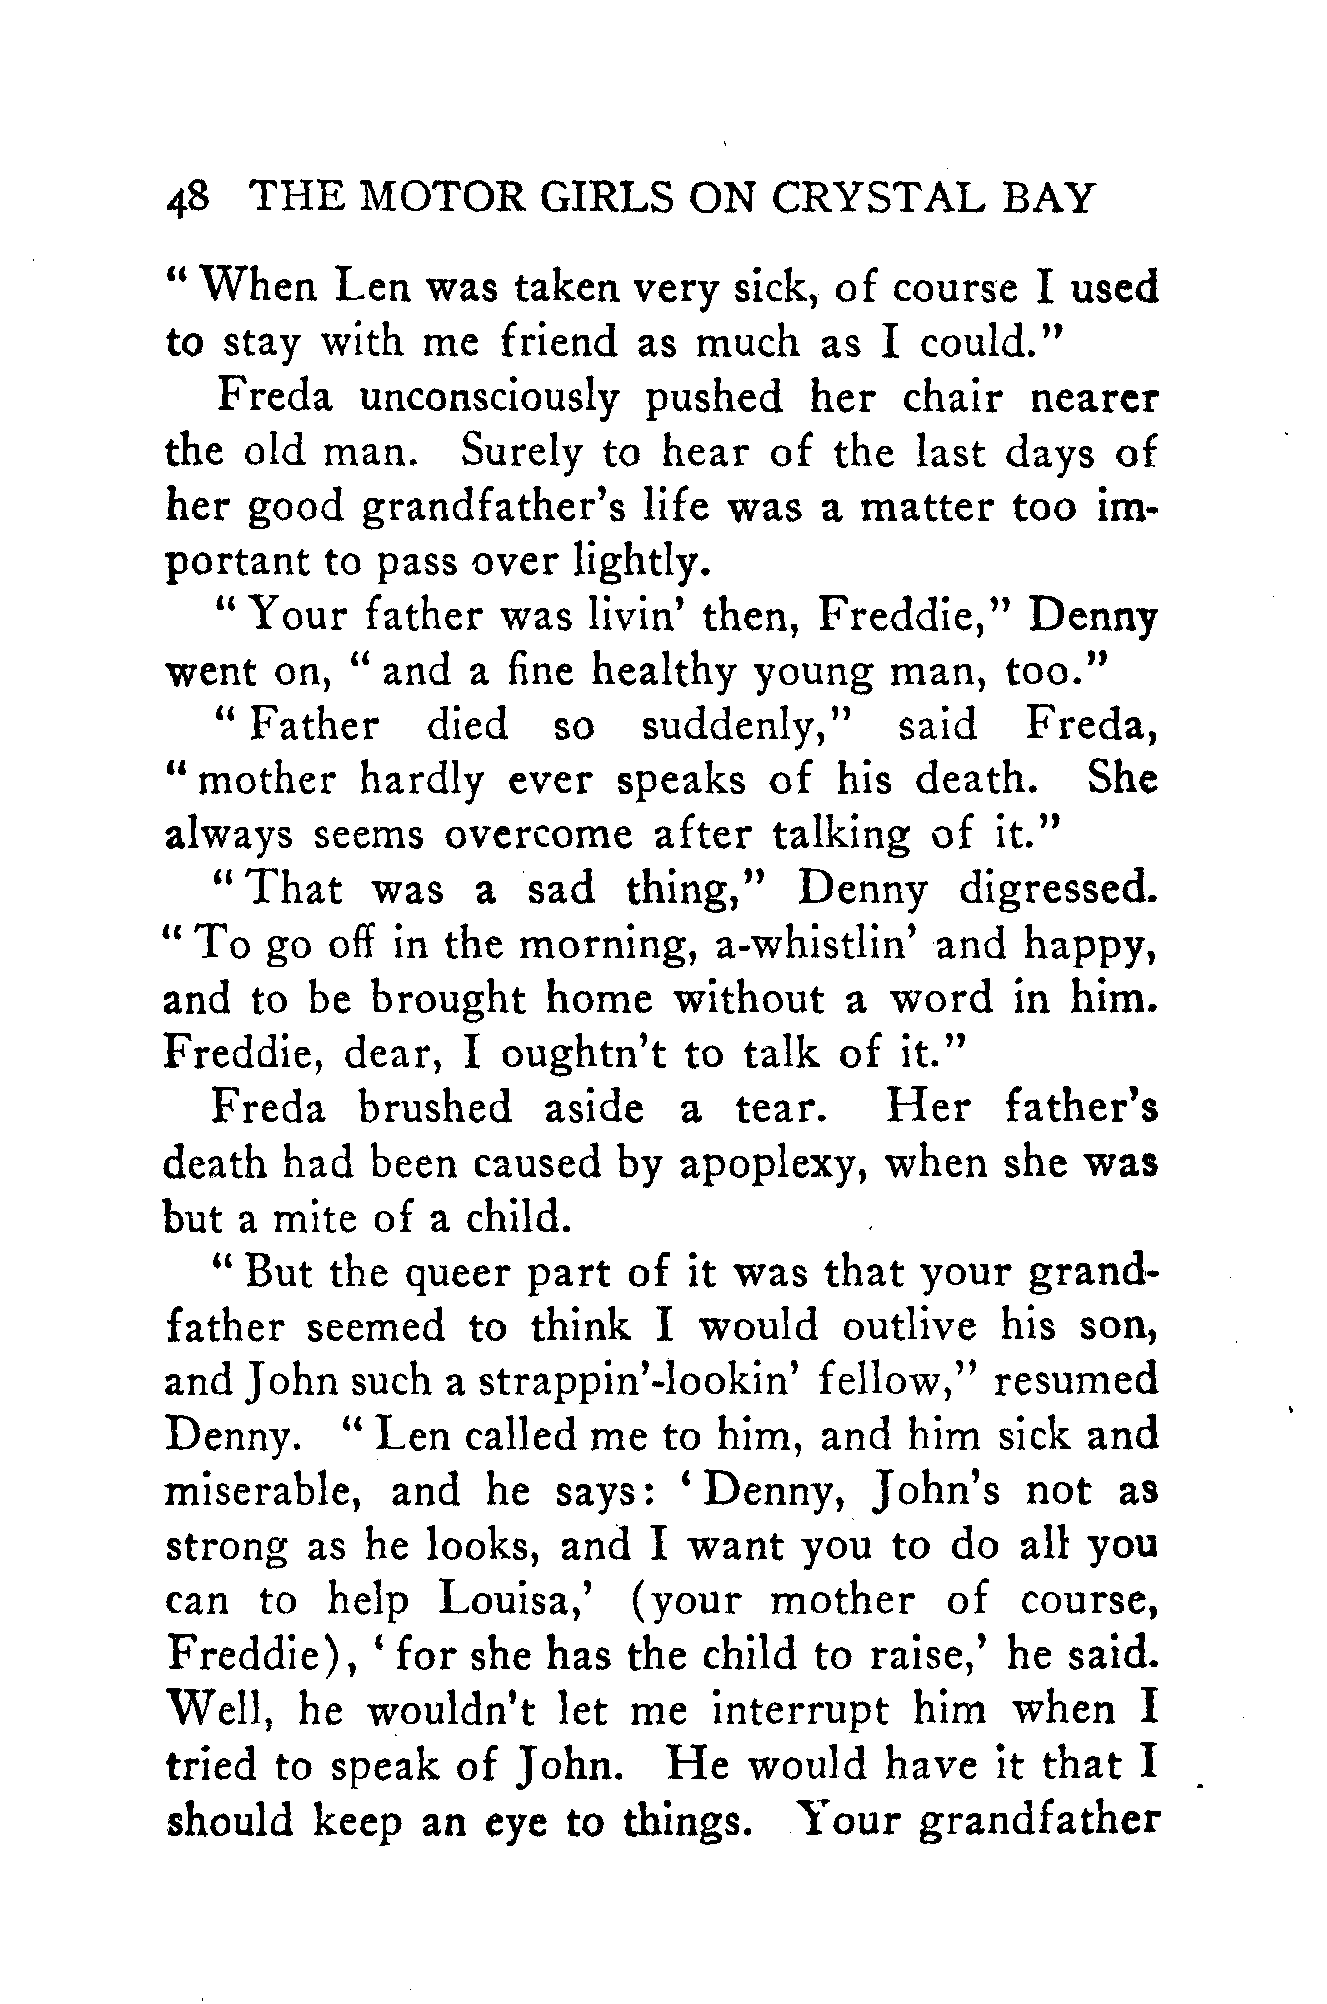 48 THE MOTOR GIRLS ON CRYSTAL BAY
" When Len was taken very sick, of course I used
to stay with me friend as much as I could."
Freda unconsciously pushed her chair nearer
the old man. Surely to hear of the last days of
her good grandfather's life was a matter too im-
portant to pass over lightly.
" Your father was livin' then, Freddie," Denny
went on, " and a fine healthy young man, too."
" Father died so suddenly," said Freda,
" mother hardly ever speaks of his death. She
always seems overcome after talking of it."
" That was a sad thing," Denny digressed.
" To go off in the morning, a-whistlin' and happy,
and to be brought home without a word in him.
Freddie, dear, I oughtn't to talk of it."
Freda brushed aside a tear. Her father's
death had been caused by apoplexy, when she was
but a mite of a child.
" But the queer part of it was that your grand-
father seemed to think I would outlive his son,
and John such a strappin'-lookin' fellow," resumed
Denny. " Len called me to him, and him sick and
miserable, and he says: ' Denny, John's not as
strong as he looks, and I want you to do all you
can to help Louisa,' (your mother of course,
Freddie), ' for she has the child to raise,' he said.
Well, he wouldn't let me interrupt him when I
tried to speak of John. He would have it that I
should keep an eye to things. Your grandfather